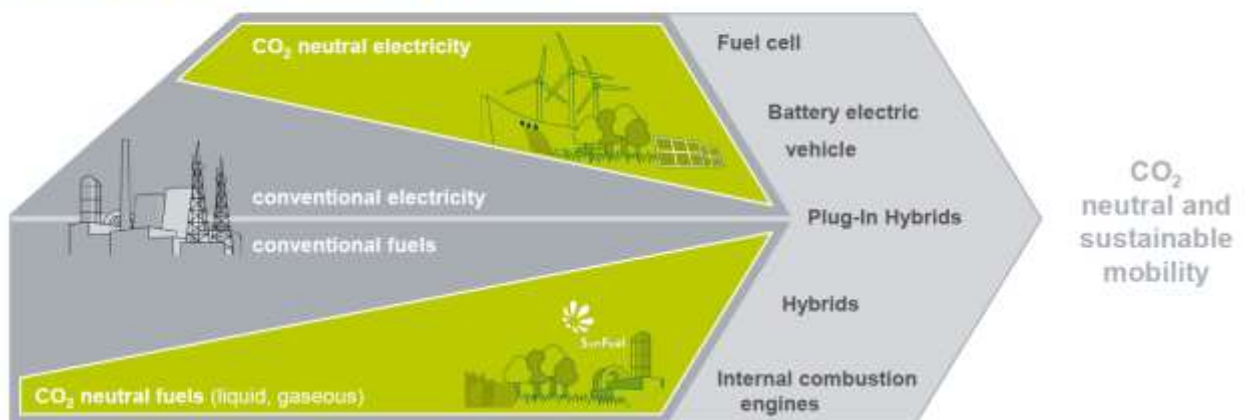 CO₂ neutral electricity
Fuel cell
Battery electric
vehicle
conventional electricity
Plug-In Hybrids
conventional fuels
CO₂
neutral and
sustainable
mobility
Hybrids
SunFuel
Internal combustion
engines
CO₂ neutral fuels (liquid, gaseous)